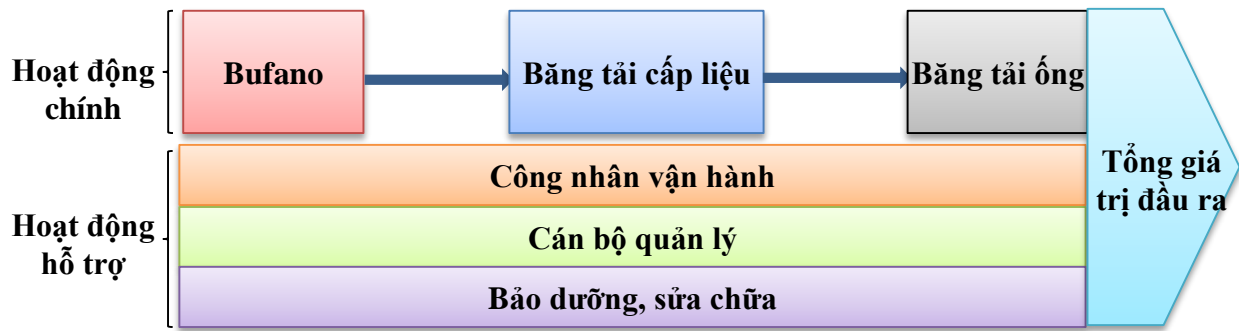 Hoạt động
chính
Bufano
Băng tải cấp liệu
Băng tải ống
Hoạt động
hỗ trợ
Công nhân vận hành
Cán bộ quản lý
Bảo dưỡng, sửa chữa
Tổng giá
trị đầu ra